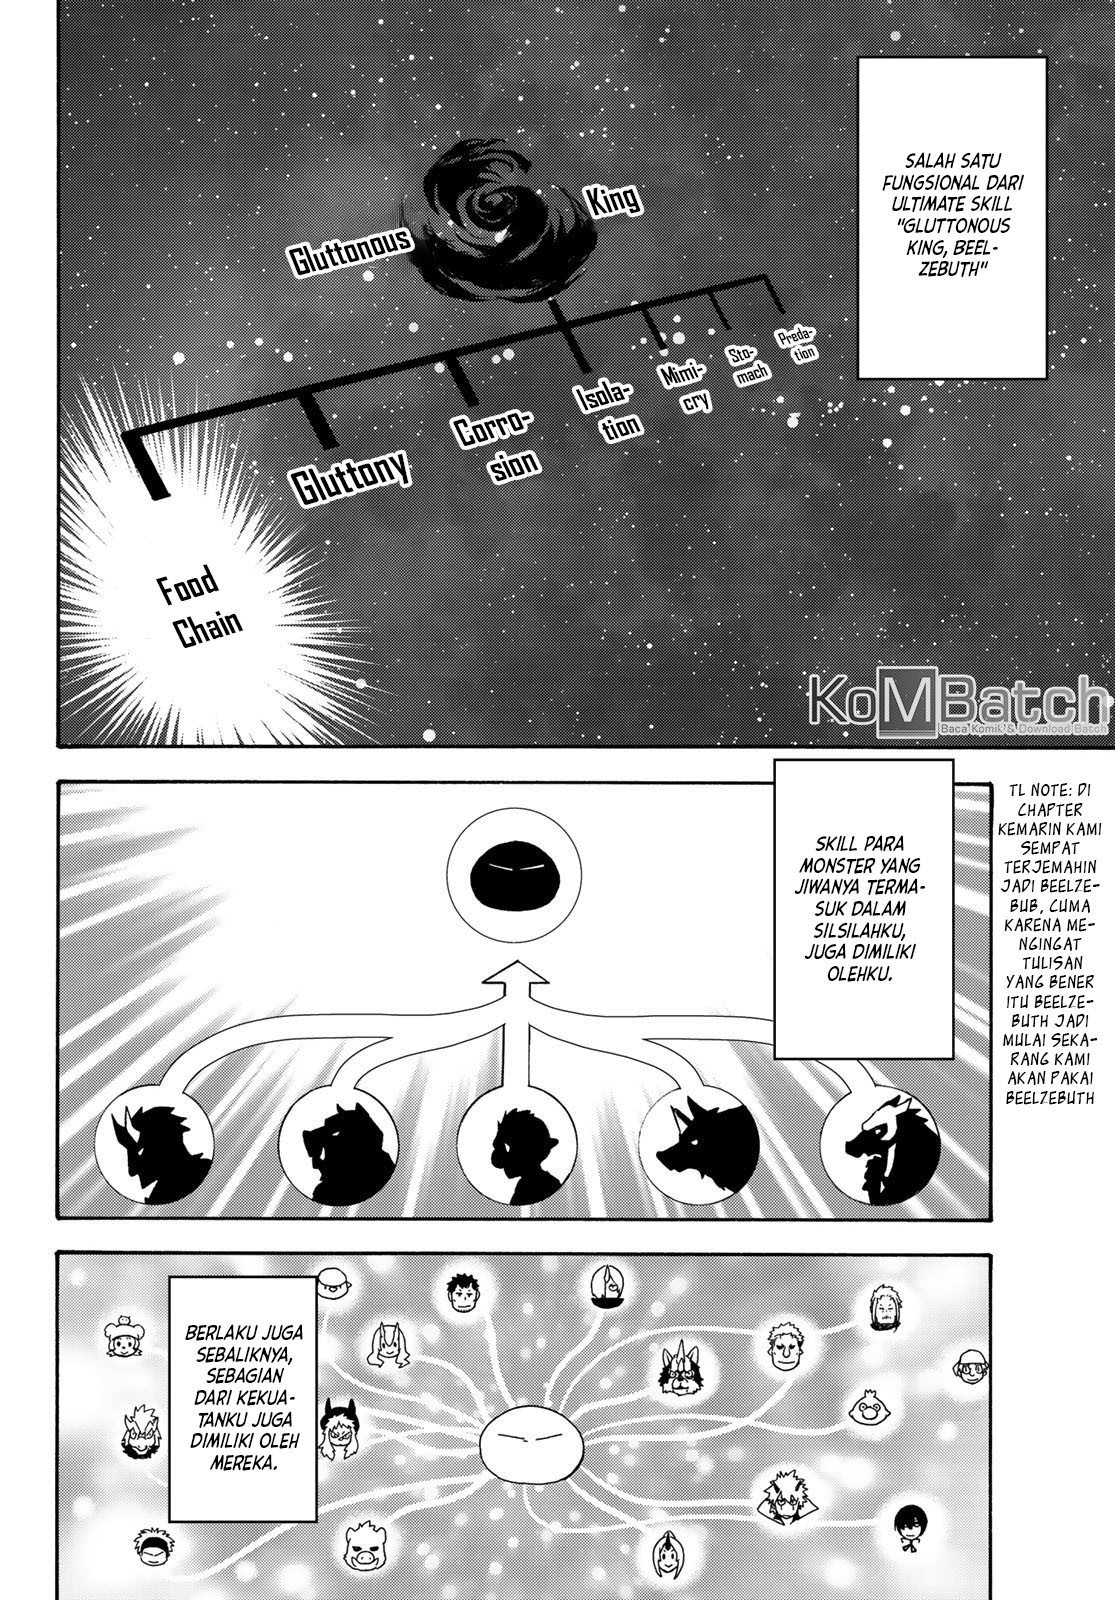 SALAH SATU
FUNGSIONAL DARI
ULTIMATE SKILL
"GLUTTONOUS
KING, BEEL-
ZEBUTH"
Gluttonous
King
Preda-
tion
Sto-
mach
Mimi-
cry
Isola-
tion
Corro-
sion
Gluttony
Food
Chain
KoMBatch
Baca Komik & Download Batch
SKILL PARA
MONSTER YANG
JIWANYA TERMA-
SUK DALAM
SILSILAHKU,
JUGA DIMILIKI
OLEHKU.
TL NOTE: DI
CHAPTER
KEMARIN KAMI
SEMPAT
TERJEMAHIN
JADI BEELZE-
BUB, CUMA
KARENA ME-
NGINGAT
TULISAN
YANG BENER
ITU BEELZE-
BUTH JADI
MULAI SEKA-
RANG KAMI
AKAN PAKAI
BEELZEBUTH
BERLAKU JUGA
SEBALIKNYA,
SEBAGIAN
DARI KEKUA-
TANKU JUGA
DIMILIKI OLEH
MEREKA.